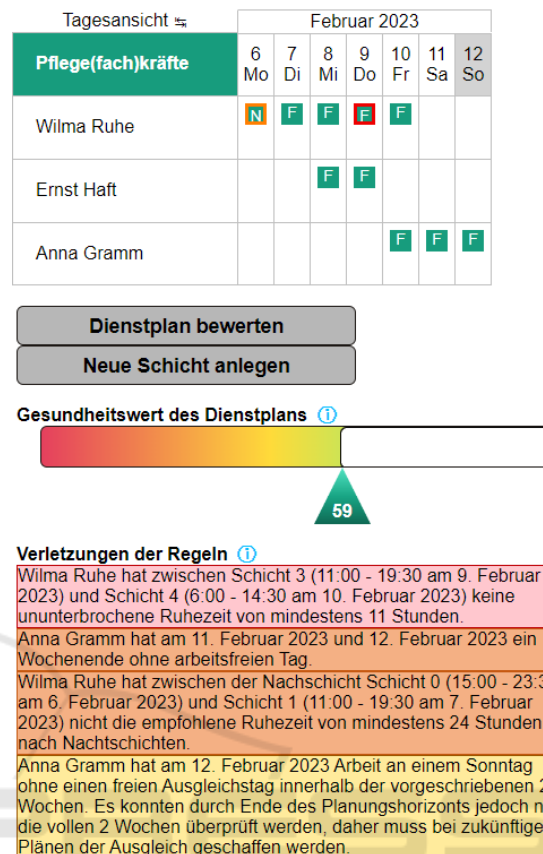 Tagesansicht ⇆ Februar 2023
Pflege(fach)kräfte 6 7 8 9 10 11 12
Mo Di Mi Do Fr Sa So
Wilma Ruhe N F F F F
Ernst Haft F F
Anna Gramm F F F
Dienstplan bewerten
Neue Schicht anlegen
Gesundheitswert des Dienstplans ⓘ
59
Verletzungen der Regeln ⓘ
Wilma Ruhe hat zwischen Schicht 3 (11:00 - 19:30 am 9. Februar
2023) und Schicht 4 (6:00 - 14:30 am 10. Februar 2023) keine
ununterbrochene Ruhezeit von mindestens 11 Stunden.
Anna Gramm hat am 11. Februar 2023 und 12. Februar 2023 ein
Wochenende ohne arbeitsfreien Tag.
Wilma Ruhe hat zwischen der Nachschicht Schicht 0 (15:00 - 23:3
am 6. Februar 2023) und Schicht 1 (11:00 - 19:30 am 7. Februar
2023) nicht die empfohlene Ruhezeit von mindestens 24 Stunden
nach Nachtschichten.
Anna Gramm hat am 12. Februar 2023 Arbeit an einem Sonntag
ohne einen freien Ausgleichstag innerhalb der vorgeschriebenen 2
Wochen. Es konnten durch Ende des Planungshorizonts jedoch n
die vollen 2 Wochen überprüft werden, daher muss bei zukünftige
Plänen der Ausgleich geschaffen werden.